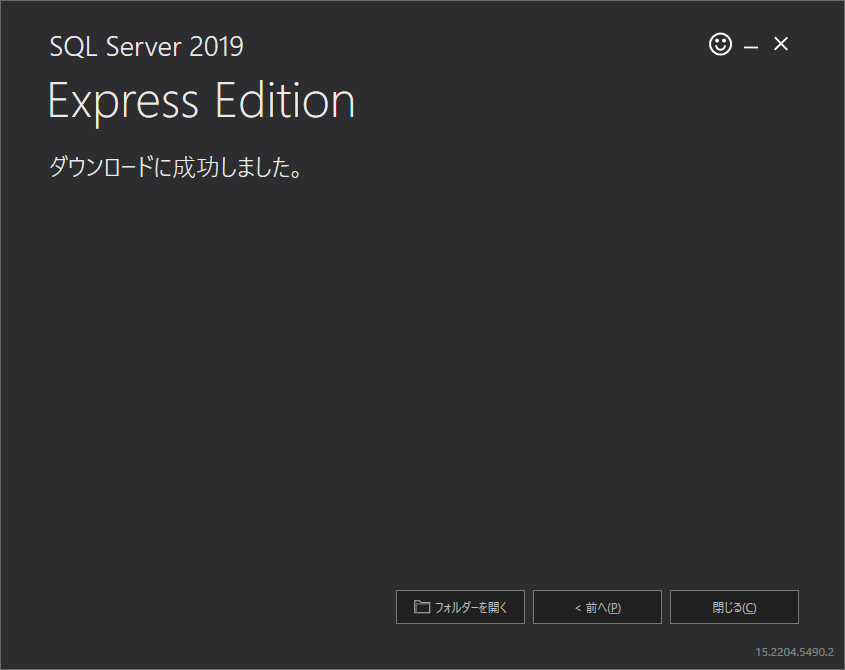 SQL Server 2019
Express Edition
ダウンロードに成功しました。
フォルダーを開く
< 前へ(P)
閉じる(C)
15.2204.5490.2